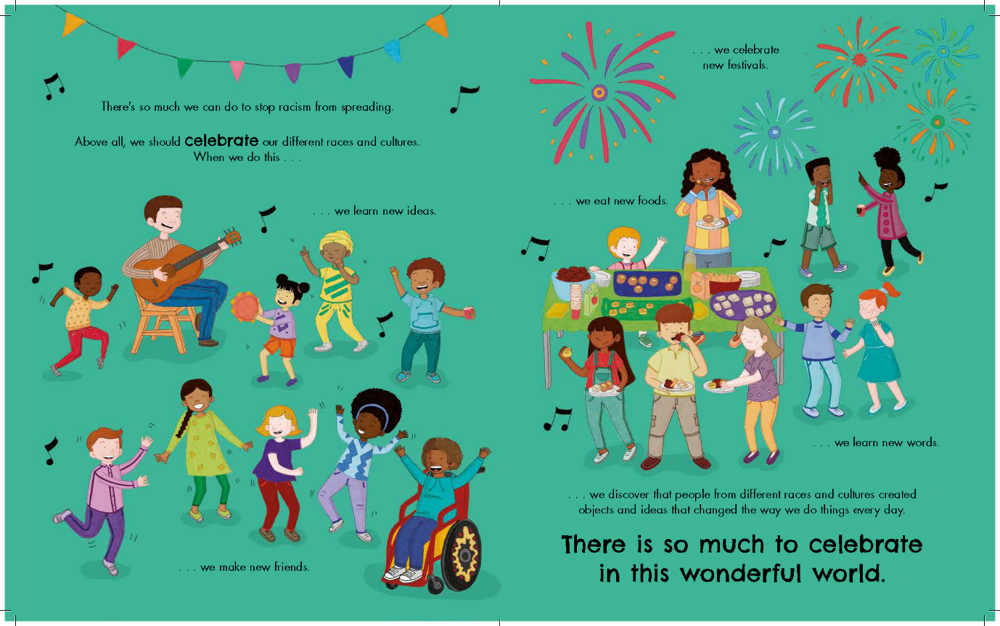 There's so much we can do to stop racism from spreading.
Above all, we should celebrate our different races and cultures.
When we do this . . .
. . . we learn new ideas.
. . . we make new friends.
. . . we celebrate
new festivals.
. . . we eat new foods.
. . . we learn new words.
. . . we discover that people from different races and cultures created
objects and ideas that changed the way we do things every day.
There is so much to celebrate
in this wonderful world.